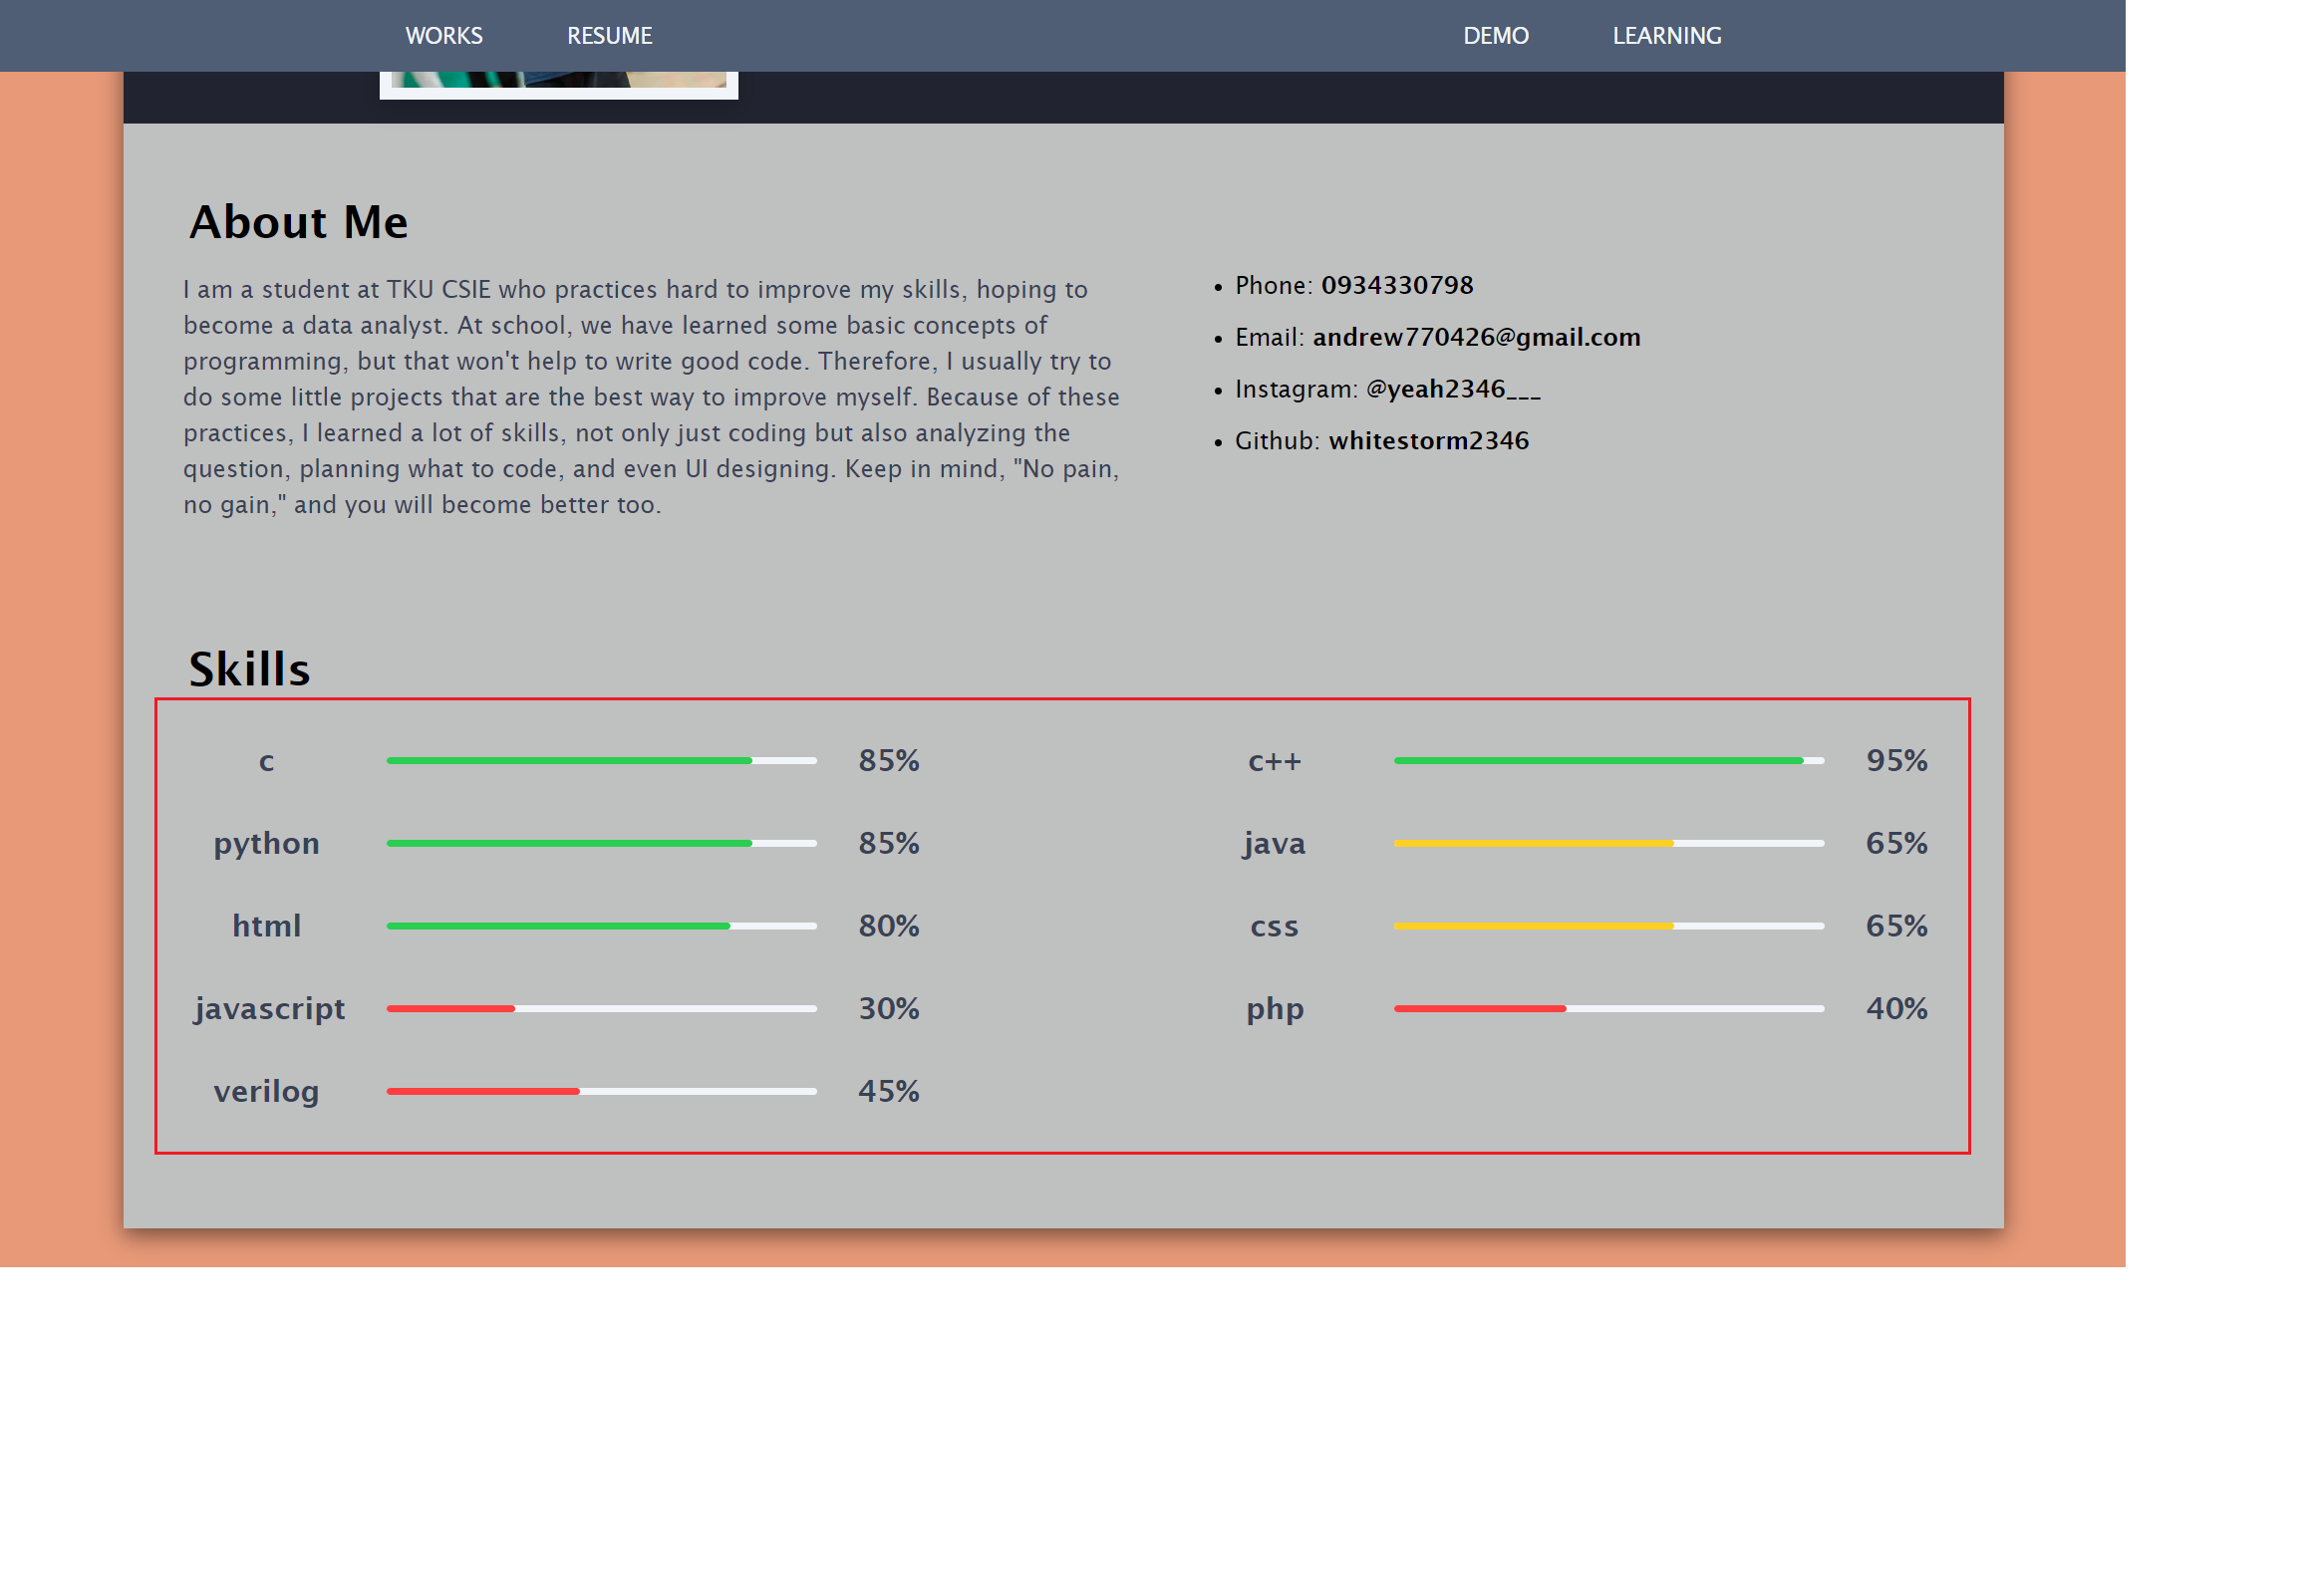 WORKS RESUME DEMO LEARNING
About Me
I am a student at TKU CSIE who practices hard to improve my skills, hoping to
become a data analyst. At school, we have learned some basic concepts of
programming, but that won't help to write good code. Therefore, I usually try to
do some little projects that are the best way to improve myself. Because of these
practices, I learned a lot of skills, not only just coding but also analyzing the
question, planning what to code, and even UI designing. Keep in mind, "No pain,
no gain," and you will become better too.
• Phone: 0934330798
• Email: andrew770426@gmail.com
• Instagram: @yeah2346___
• Github: whitestorm2346
Skills
c 85% c++ 95%
python 85% java 65%
html 80% css 65%
javascript 30% php 40%
verilog 45%